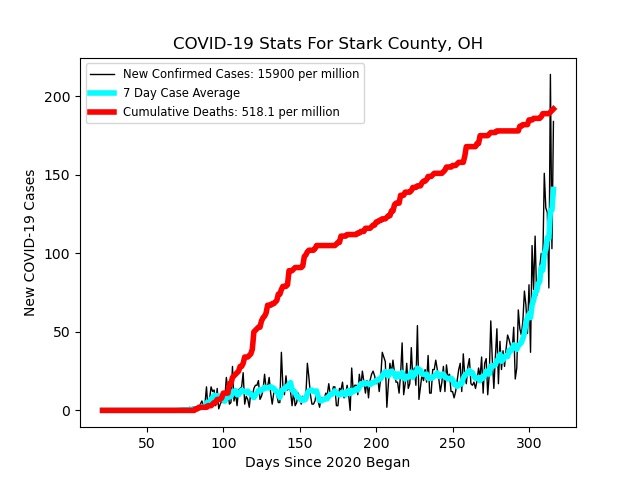 COVID-19 Stats For Stark County, OH
New Confirmed Cases: 15900 per million
7 Day Case Average
Cumulative Deaths: 518.1 per million
New COVID-19 Cases
200
150
100
50
0
50 100 150 200 250 300
Days Since 2020 Began